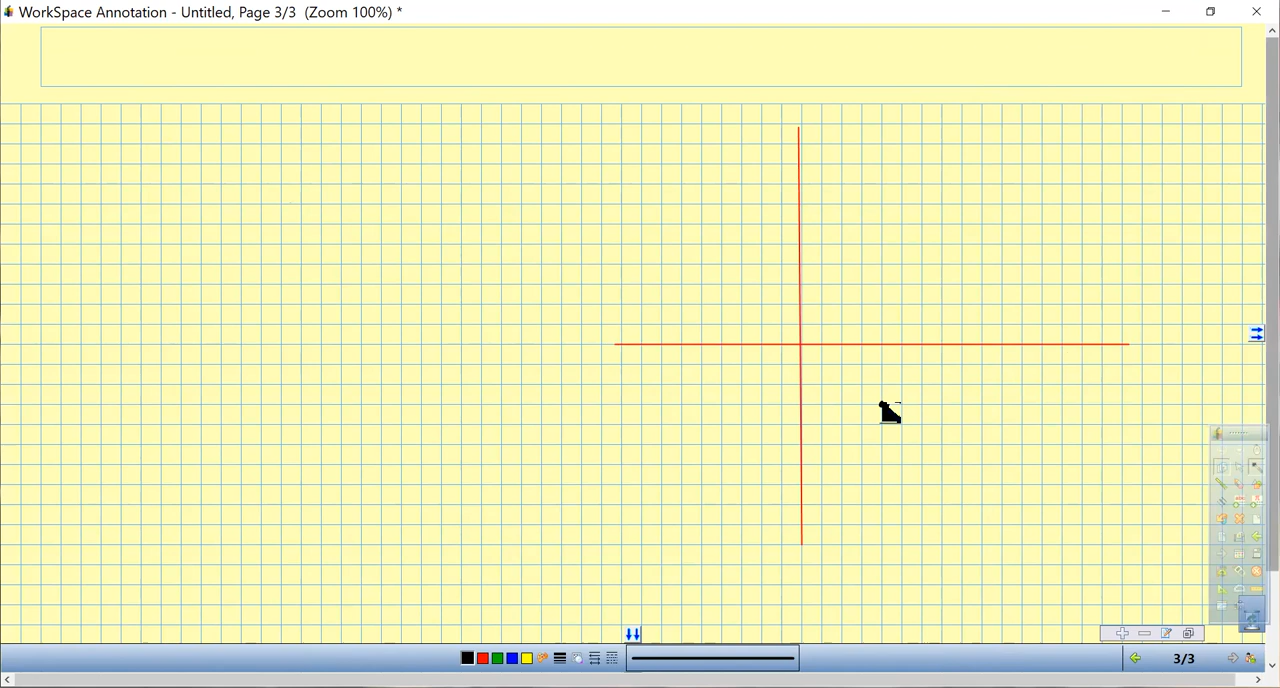 WorkSpace Annotation - Untitled, Page 3/3 (Zoom 100%) *
3/3